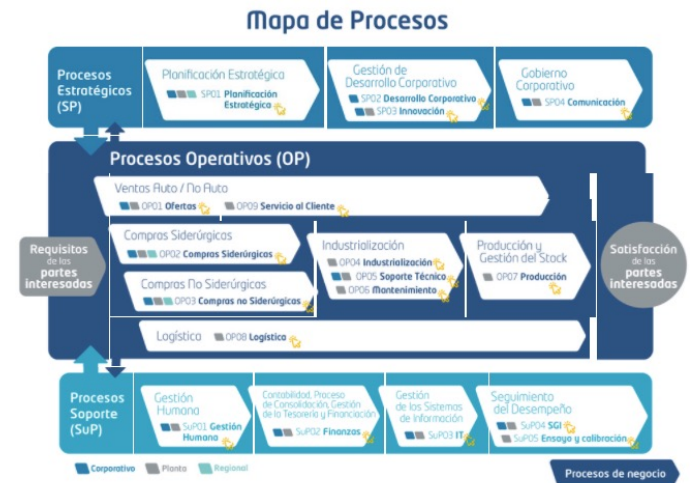 Mapa de Procesos
Procesos
Estratégicos
(SP)
Planificación Estratégica
SP01 Planificación
Estratégica
Gestión de
Desarrollo Corporativo
SP02 Desarrollo Corporativo
SP03 Innovación
Gobierno
Corporativo
SP04 Comunicación
Procesos Operativos (OP)
Ventas Auto / No Auto
OP01 Ofertas
OP09 Servicio al Cliente
Requisitos
de las
partes
interesadas
Compras Siderúrgicas
OP02 Compras Siderúrgicas
Compras No Siderúrgicas
OP03 Compras no Siderúrgicas
Industrialización
OP04 Industrialización
OP05 Soporte Técnico
OP06 Mantenimiento
Producción y
Gestión del Stock
OP07 Producción
Satisfacción
de las
partes
interesadas
Logística
OP08 Logística
Procesos
Soporte
(SuP)
Gestión
Humana
SuP01 Gestión
Humana
Contabilidad, Proceso
de Consolidación, Gestión
de la Tesorería y Financiación
SuP02 Finanzas
Gestión
de los Sistemas
de Información
SuP03 IT
Seguimiento
del Desempeño
SuP04 SGI
SuP05 Ensayo y calibración
Corporativo
Planta
Regional
Procesos de negocio